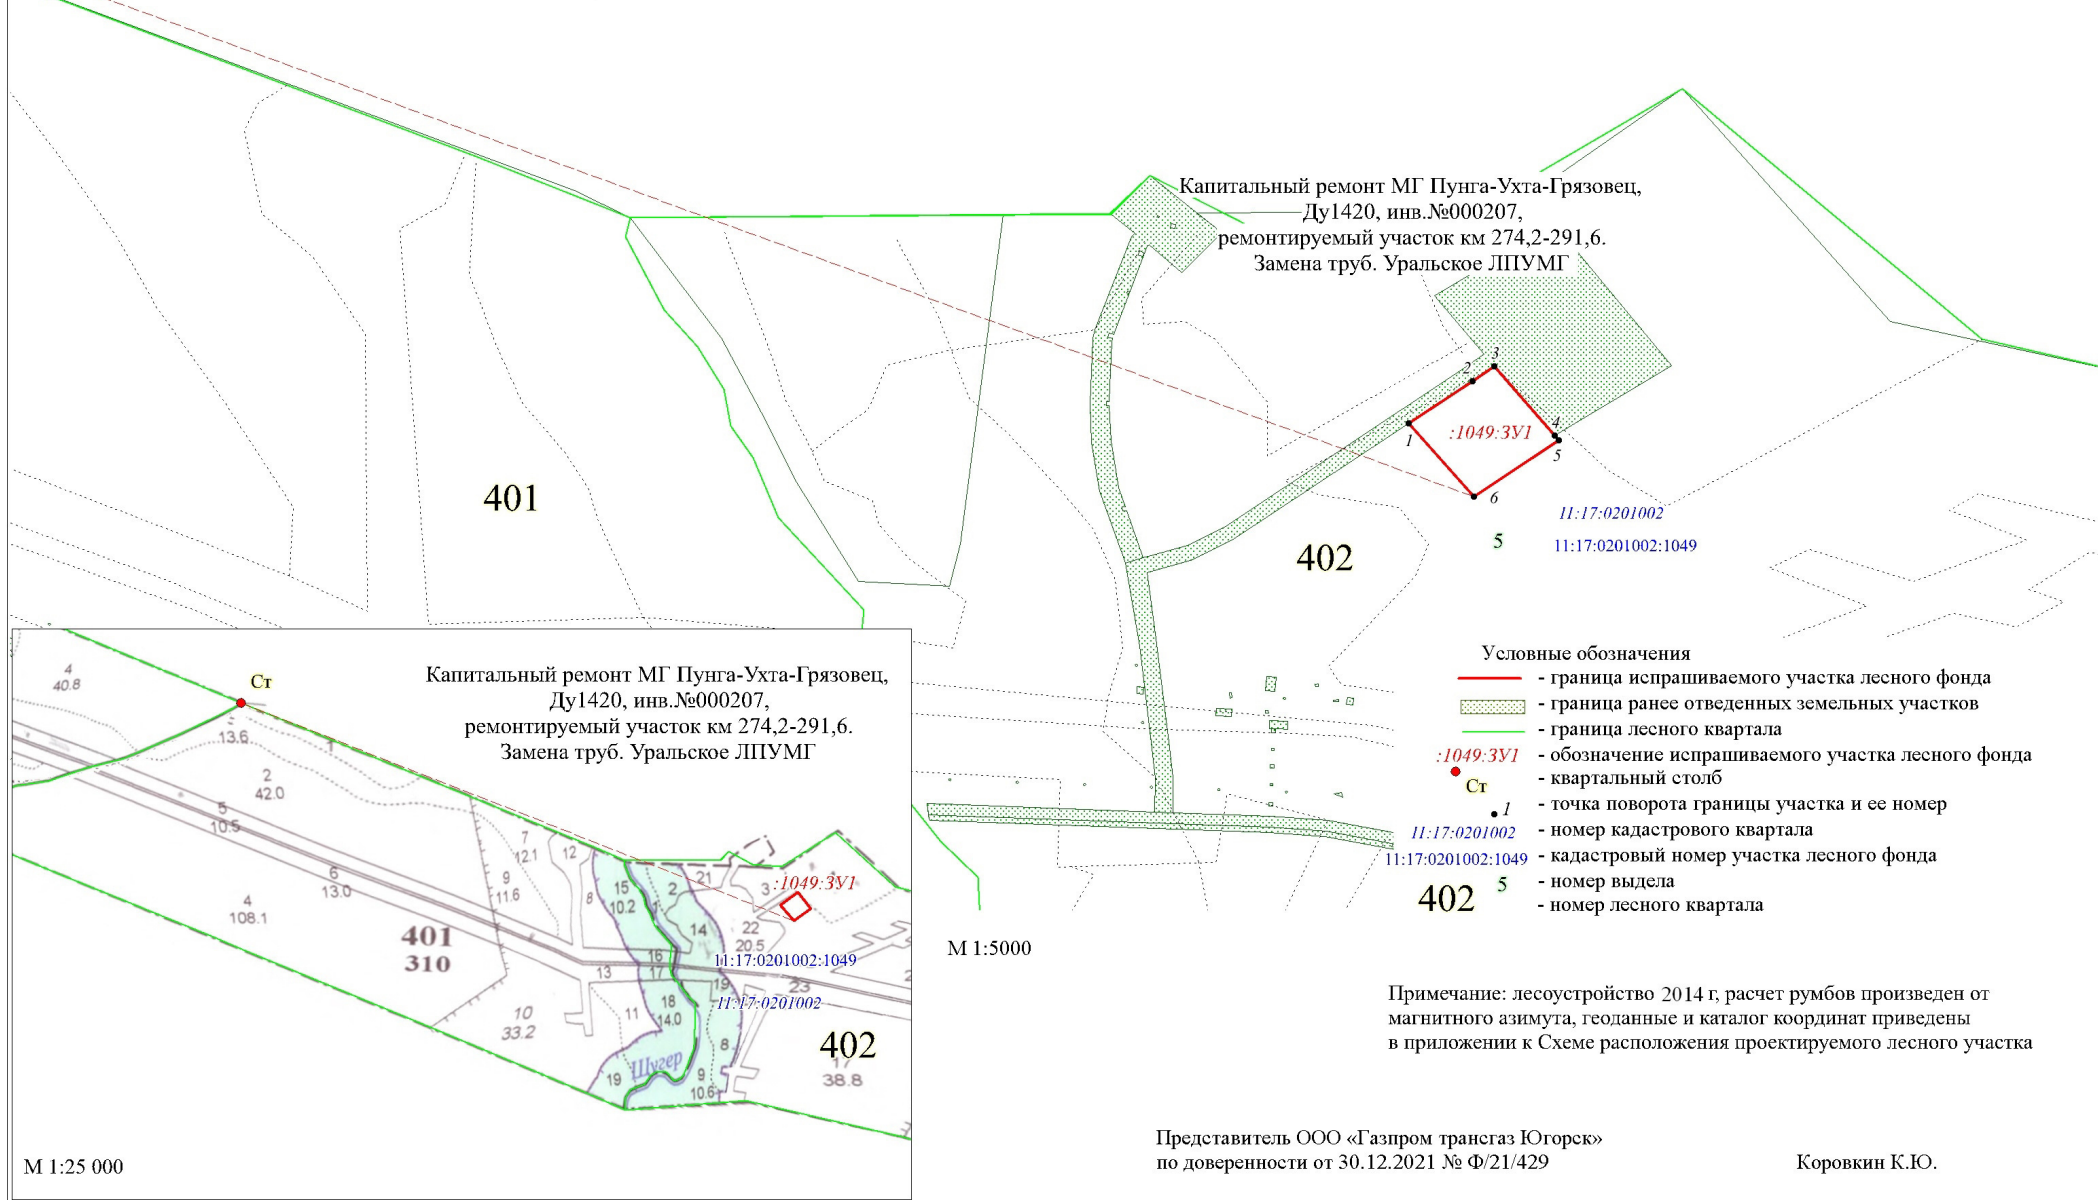 Капитальный ремонт МГ Пунга-Ухта-Грязовец,
Ду1420, инв.№000207,
ремонтируемый участок км 274,2-291,6.
Замена труб. Уральское ЛПУМГ
3
2
:1049:ЗУ1
4
1
5
6
401
402
11:17:0201002
5
11:17:0201002:1049
Условные обозначения
- граница испрашиваемого участка лесного фонда
- граница ранее отведенных земельных участков
- граница лесного квартала
:1049:ЗУ1 - обозначение испрашиваемого участка лесного фонда
Ст - квартальный столб
1 - точка поворота границы участка и ее номер
11:17:0201002 - номер кадастрового квартала
11:17:0201002:1049 - кадастровый номер участка лесного фонда
5 - номер выдела
402 - номер лесного квартала
М 1:5000
Капитальный ремонт МГ Пунга-Ухта-Грязовец,
Ду1420, инв.№000207,
ремонтируемый участок км 274,2-291,6.
Замена труб. Уральское ЛПУМГ
Ст
4
40.8
13.6
1
2
42.0
5
10.5
6
13.0
4
108.1
401
310
7
12.1
12
9
11.6
8
15
10.2
1
2
21
3
:1049:ЗУ1
14
22
20.5
11:17:0201002:1049
16
17
13
19
23
11:17:0201002
18
14.0
11
10
33.2
8
402
17
38.8
Щугер
19
9
10.6
М 1:25 000
Примечание: лесоустройство 2014 г, расчет румбов произведен от
магнитного азимута, геоданные и каталог координат приведены
в приложении к Схеме расположения проектируемого лесного участка
Представитель ООО «Газпром трансгаз Югорск»
по доверенности от 30.12.2021 № Ф/21/429
Коровкин К.Ю.